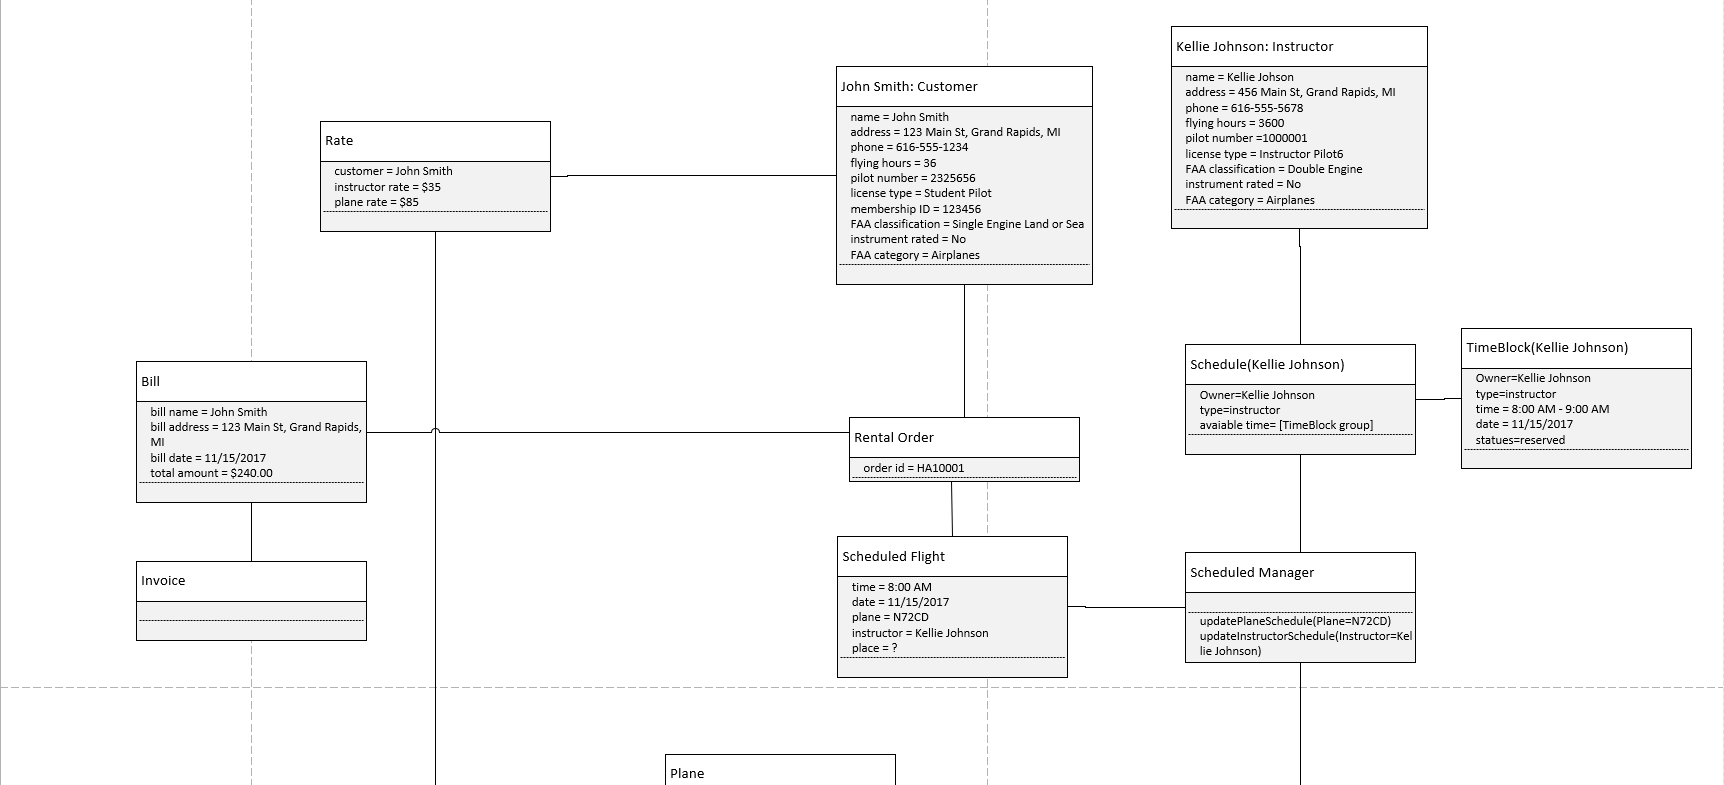 Kellie Johnson: Instructor
name = Kellie Johson
address = 456 Main St, Grand Rapids, MI
phone = 616-555-5678
flying hours = 3600
pilot number =1000001
license type = Instructor Pilot6
FAA classification = Double Engine
instrument rated = No
FAA category = Airplanes
John Smith: Customer
name = John Smith
address = 123 Main St, Grand Rapids, MI
phone = 616-555-1234
flying hours = 36
pilot number = 2325656
license type = Student Pilot
membership ID = 123456
FAA classification = Single Engine Land or Sea
instrument rated = No
FAA category = Airplanes
Rate
customer = John Smith
instructor rate = $35
plane rate = $85
Bill
bill name = John Smith
bill address = 123 Main St, Grand Rapids,
MI
bill date = 11/15/2017
total amount = $240.00
Rental Order
order id = HA10001
Schedule(Kellie Johnson)
Owner=Kellie Johnson
type=instructor
avaiable time= [TimeBlock group]
TimeBlock(Kellie Johnson)
Owner=Kellie Johnson
type=instructor
time = 8:00 AM - 9:00 AM
date = 11/15/2017
statues=reserved
Invoice
Scheduled Flight
time = 8:00 AM
date = 11/15/2017
plane = N72CD
instructor = Kellie Johnson
place = ?
Scheduled Manager
updatePlaneSchedule(Plane=N72CD)
updateInstructorSchedule(Instructor=Kel
lie Johnson)
Plane